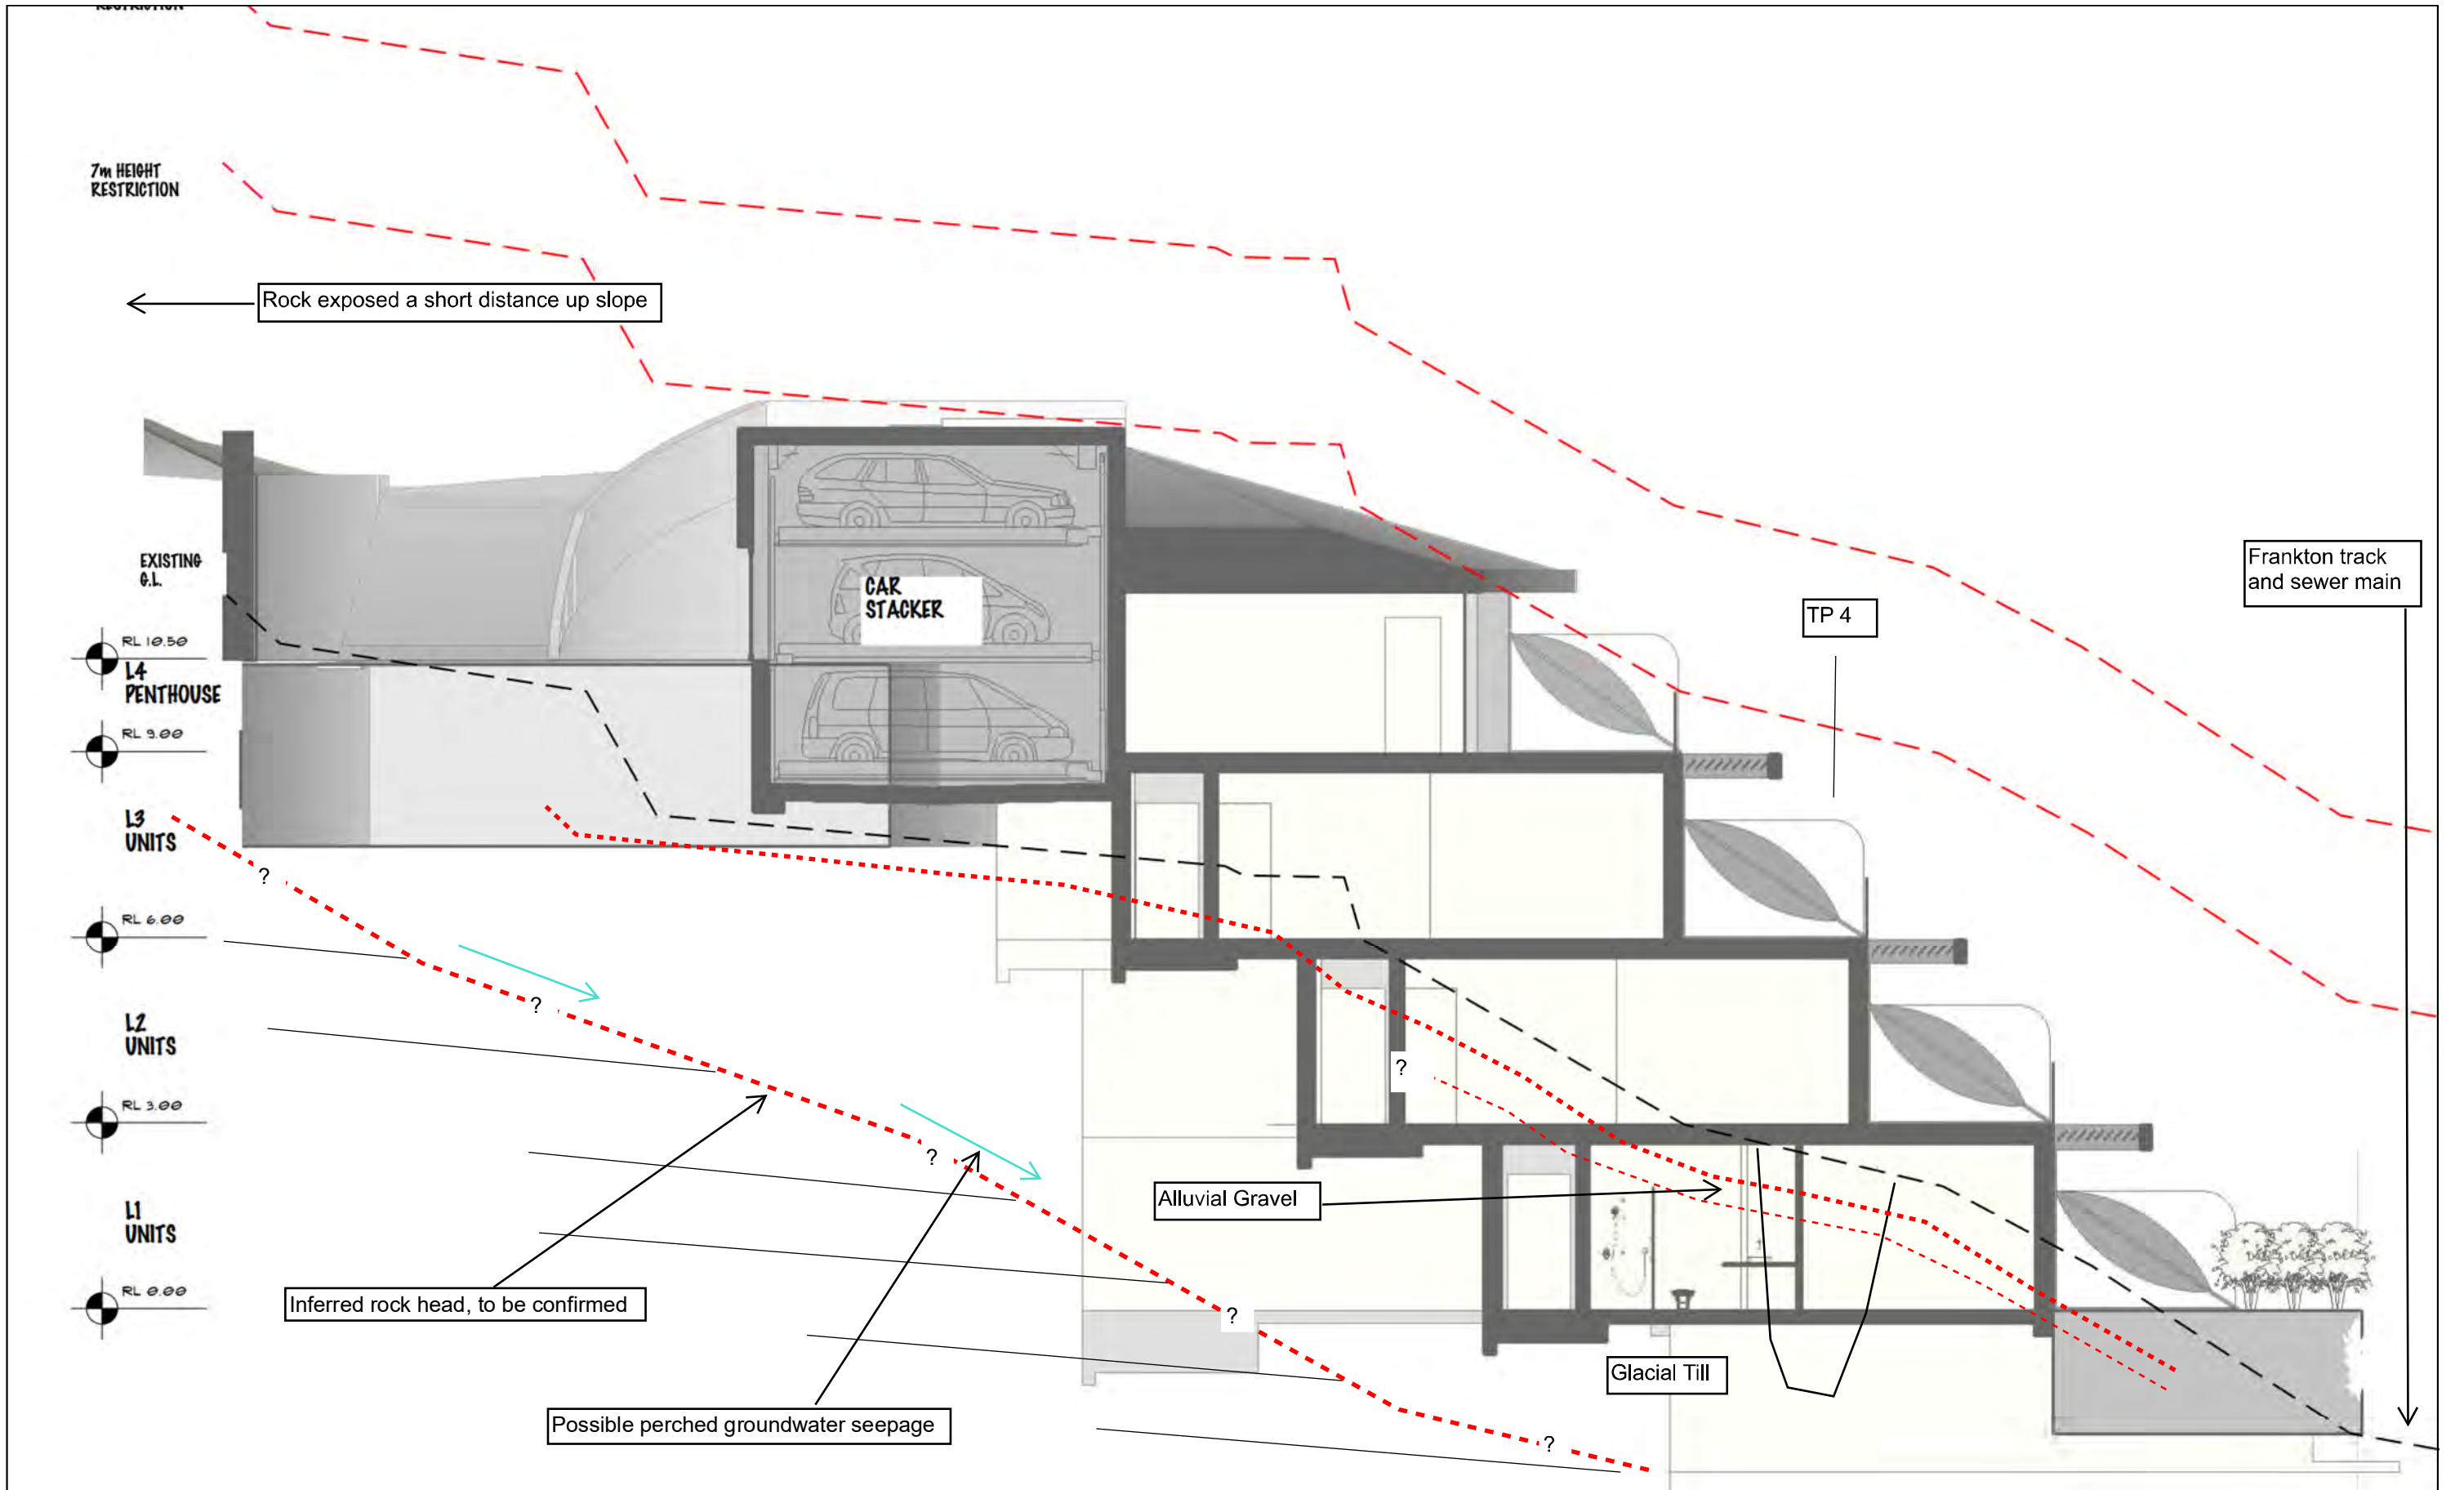 RESTRICTION
7m HEIGHT
RESTRICTION
Rock exposed a short distance up slope
EXISTING
G.L.
CAR
STACKER
Frankton track
and sewer main
TP 4
RL 10.50
L4
PENTHOUSE
RL 9.00
L3
UNITS
?
RL 6.00
?
L2
UNITS
?
RL 3.00
?
Alluvial Gravel
L1
UNITS
RL 0.00
Inferred rock head, to be confirmed
?
Glacial Till
Possible perched groundwater seepage
?